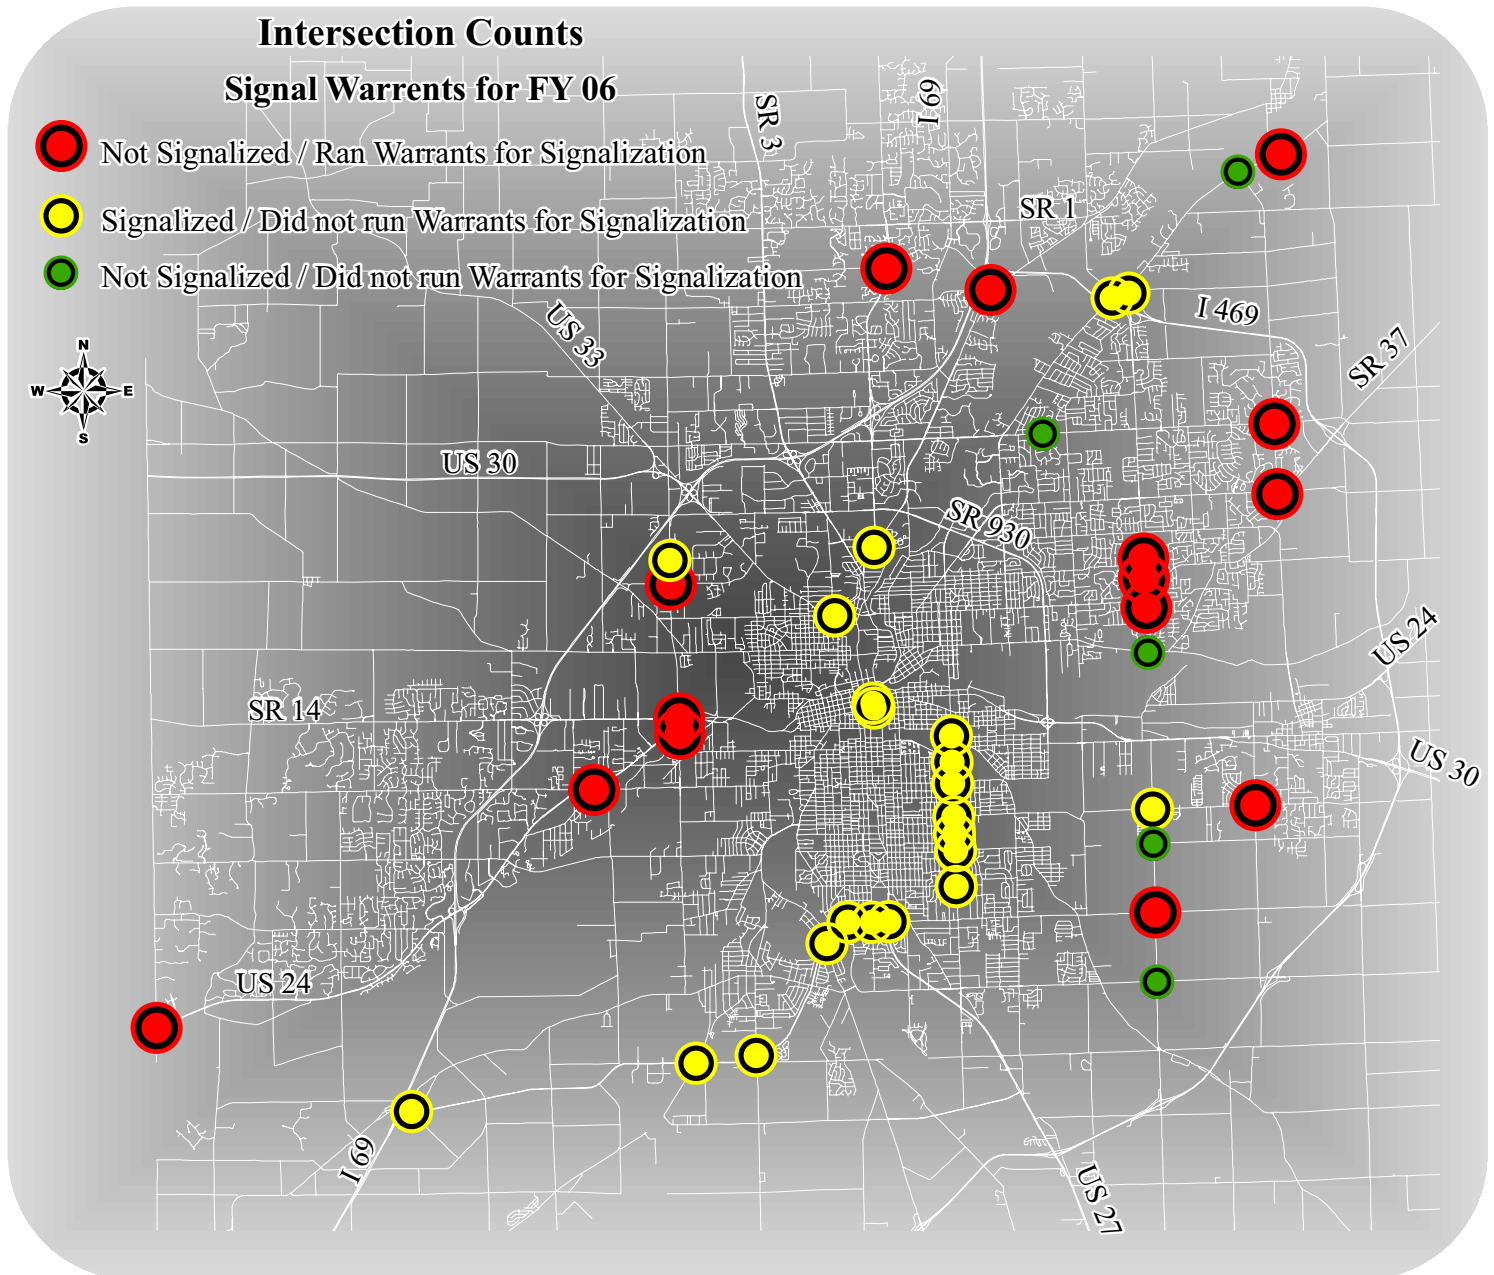 Intersection Counts
Signal Warrents for FY 06
Not Signalized / Ran Warrants for Signalization
Signalized / Did not run Warrants for Signalization
Not Signalized / Did not run Warrants for Signalization
SR 3
I 69
SR 1
US 33
I 469
SR 37
N
W
E
S
US 30
SR 930
US 24
SR 14
US 30
US 24
I 69
US 27